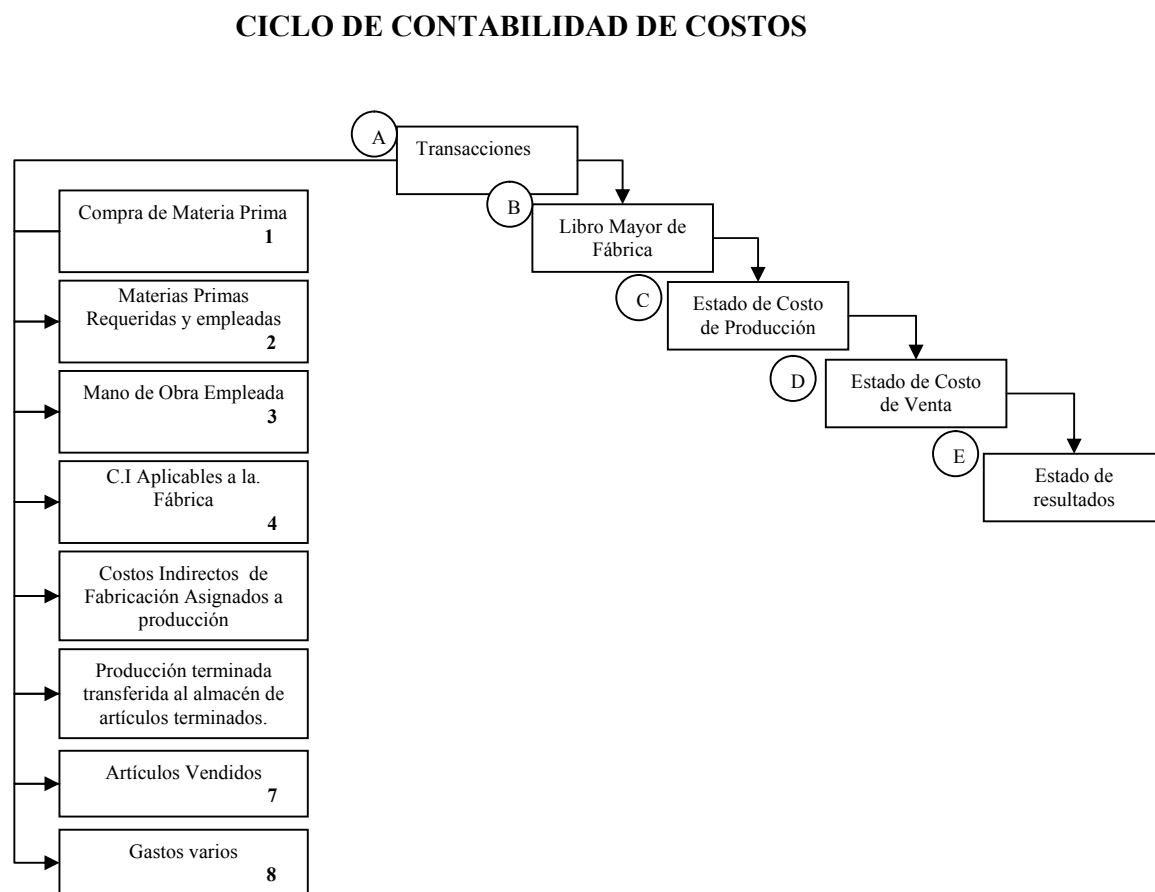 CICLO DE CONTABILIDAD DE COSTOS
A
Transacciones
B
Libro Mayor de
Fábrica
C
Estado de Costo
de Producción
D
Estado de Costo
de Venta
E
Estado de
resultados
Compra de Materia Prima
1
Materias Primas
Requeridas y empleadas
2
Mano de Obra Empleada
3
C.I Aplicables a la.
Fábrica
4
Costos Indirectos de
Fabricación Asignados a
producción
Producción terminada
transferida al almacén de
artículos terminados.
Artículos Vendidos
7
Gastos varios
8